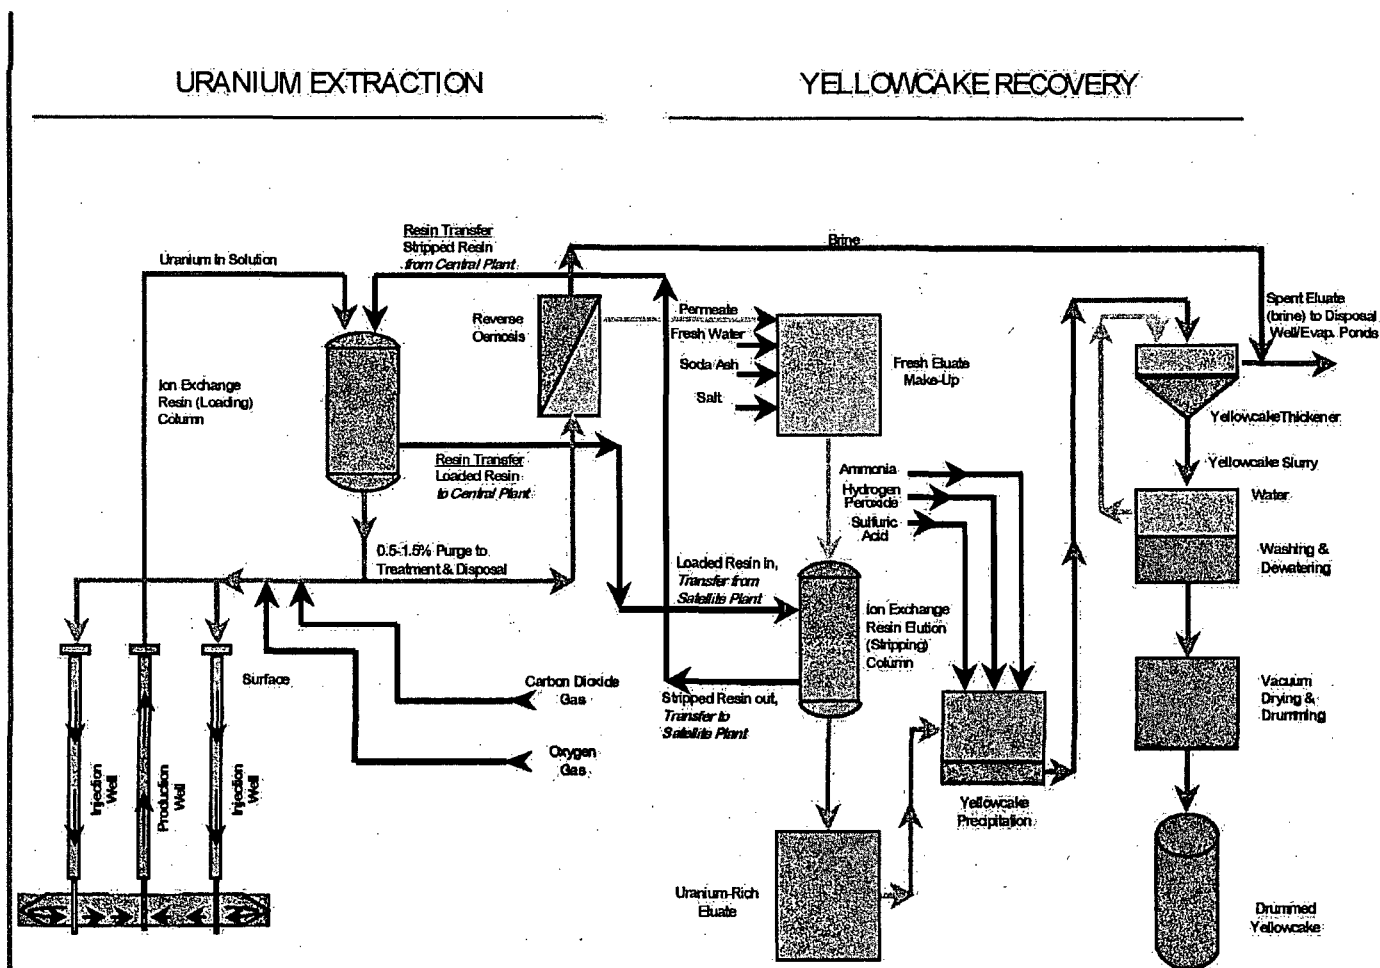 URANIUM EXTRACTION
YELLOWCAKE RECOVERY
Uranium In Solution
Resin Transfer
Stripped Resin
from Central Plant
Brine
Reverse
Osmosis
Permeate
Fresh Water
Soda Ash
Salt
Fresh Eluate
Make-Up
Spent Eluate
(brine) to Disposal
Well/Evap. Ponds
Ion Exchange
Resin (Loading)
Column
Resin Transfer
Loaded Resin
to Central Plant
Yellowcake Thickener
Yellowcake Slurry
Ammonia
Hydrogen
Peroxide
Sulfuric
Acid
Water
Washing &
Dewatering
0.5-1.5% Purge to
Treatment & Disposal
Loaded Resin In,
Transfer from
Satellite Plant
Ion Exchange
Resin Elution
(Stripping)
Column
Surface
Carbon Dioxide
Gas
Stripped Resin out,
Transfer to
Satellite Plant
Vacuum
Drying &
Drumming
Oxygen
Gas
Injection
Well
Production
Well
Injection
Well
Yellowcake
Precipitation
Uranium-Rich
Eluate
Drummed
Yellowcake